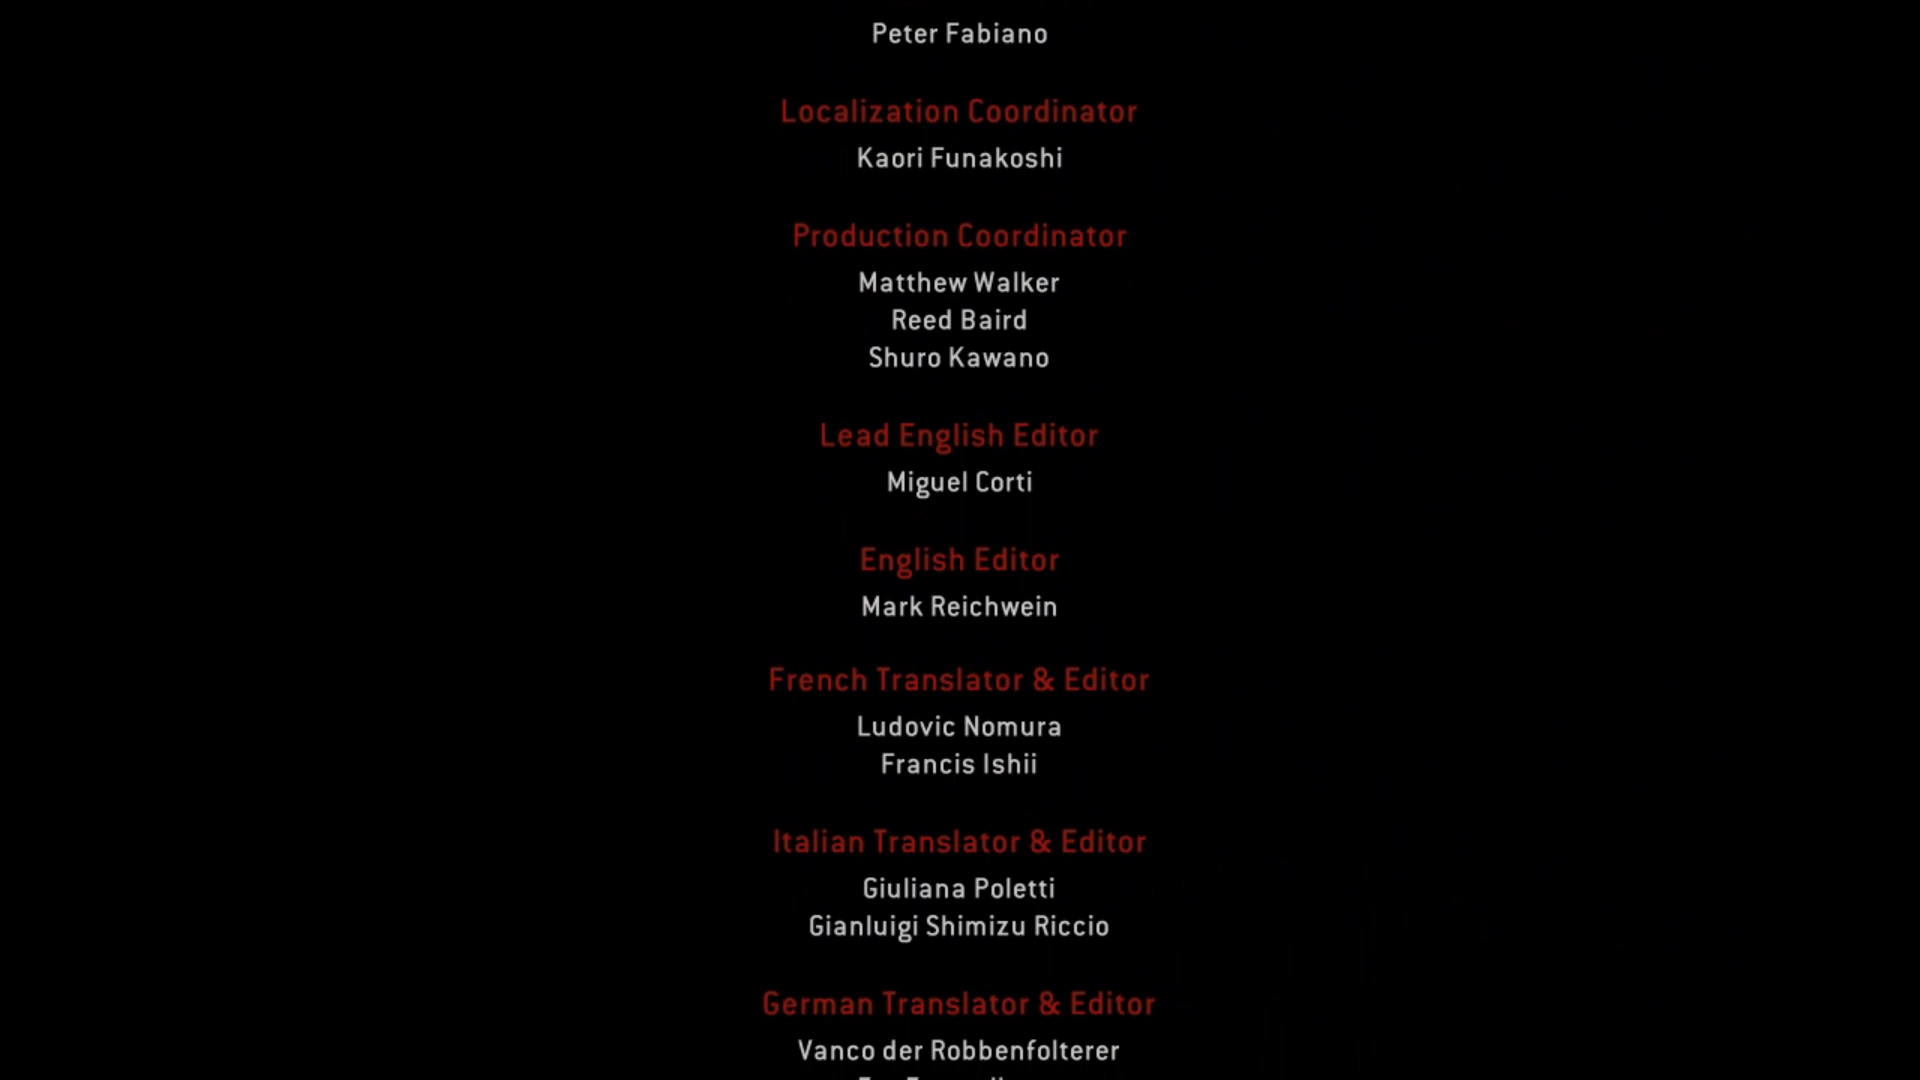 Peter Fabiano
Localization Coordinator
Kaori Funakoshi
Production Coordinator
Matthew Walker
Reed Baird
Shuro Kawano
Lead English Editor
Miguel Corti
English Editor
Mark Reichwein
French Translator & Editor
Ludovic Nomura
Francis Ishii
Italian Translator & Editor
Giuliana Poletti
Gianluigi Shimizu Riccio
German Translator & Editor
Vanco der Robbenfolterer